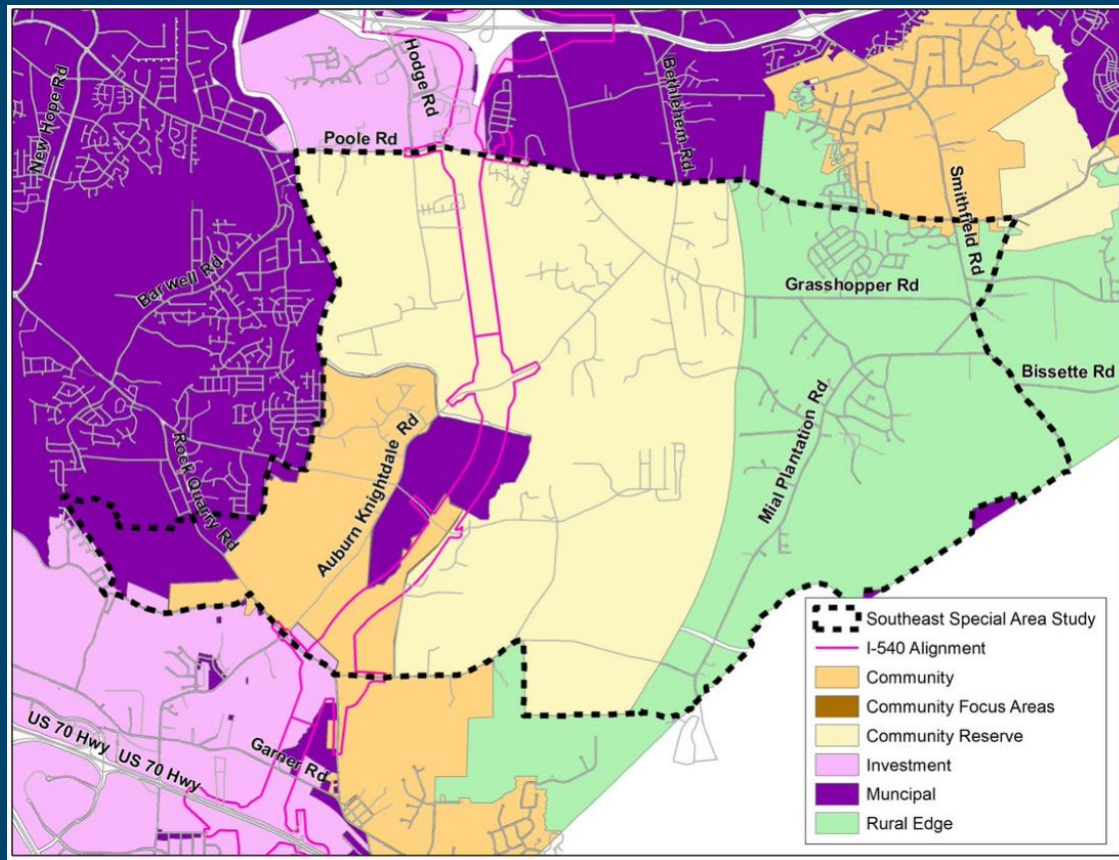 Hodge Rd
Bethlehem Rd
New Hope Rd
Poole Rd
Smithfield Rd
Barwell Rd
Grasshopper Rd
Bissette Rd
Rock Quarry Rd
Auburn Knightdale Rd
Mial Plantation Rd
US 70 Hwy
US 70 Hwy
Garner Rd
Southeast Special Area Study
I-540 Alignment
Community
Community Focus Areas
Community Reserve
Investment
Muncipal
Rural Edge